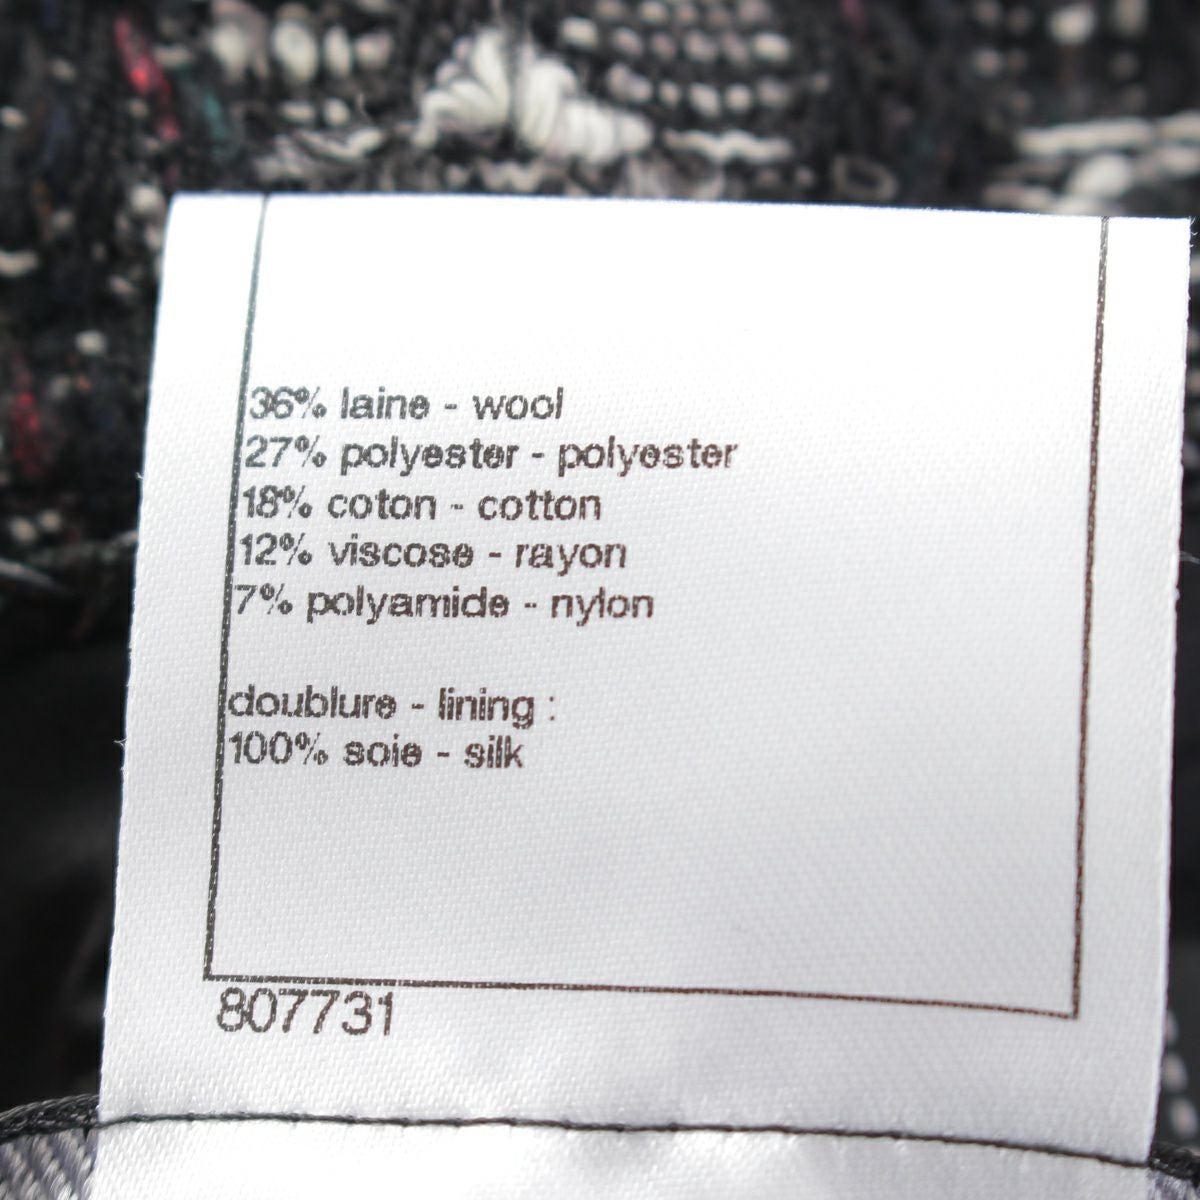 36% laine - wool
27% polyester - polyester
18% coton - cotton
12% viscose - rayon
7% polyamide - nylon
doublure - lining :
100% soie - silk
807731